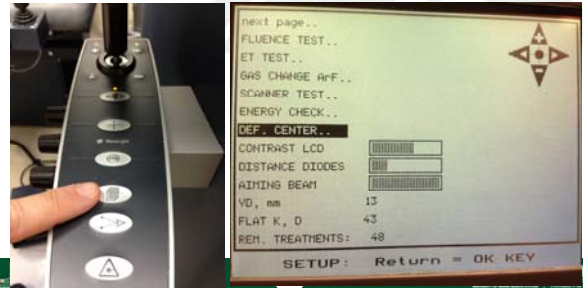 next page..
FLUENCE TEST..
ET TEST..
GAS CHANGE ArF..
SCANNER TEST..
ENERGY CHECK..
DEF. CENTER..
CONTRAST LCD
DISTANCE DIODES
AIMING BEAM
VD, mm 13
FLAT K, D 43
REM. TREATMENTS: 48
SETUP: Return = OK KEY